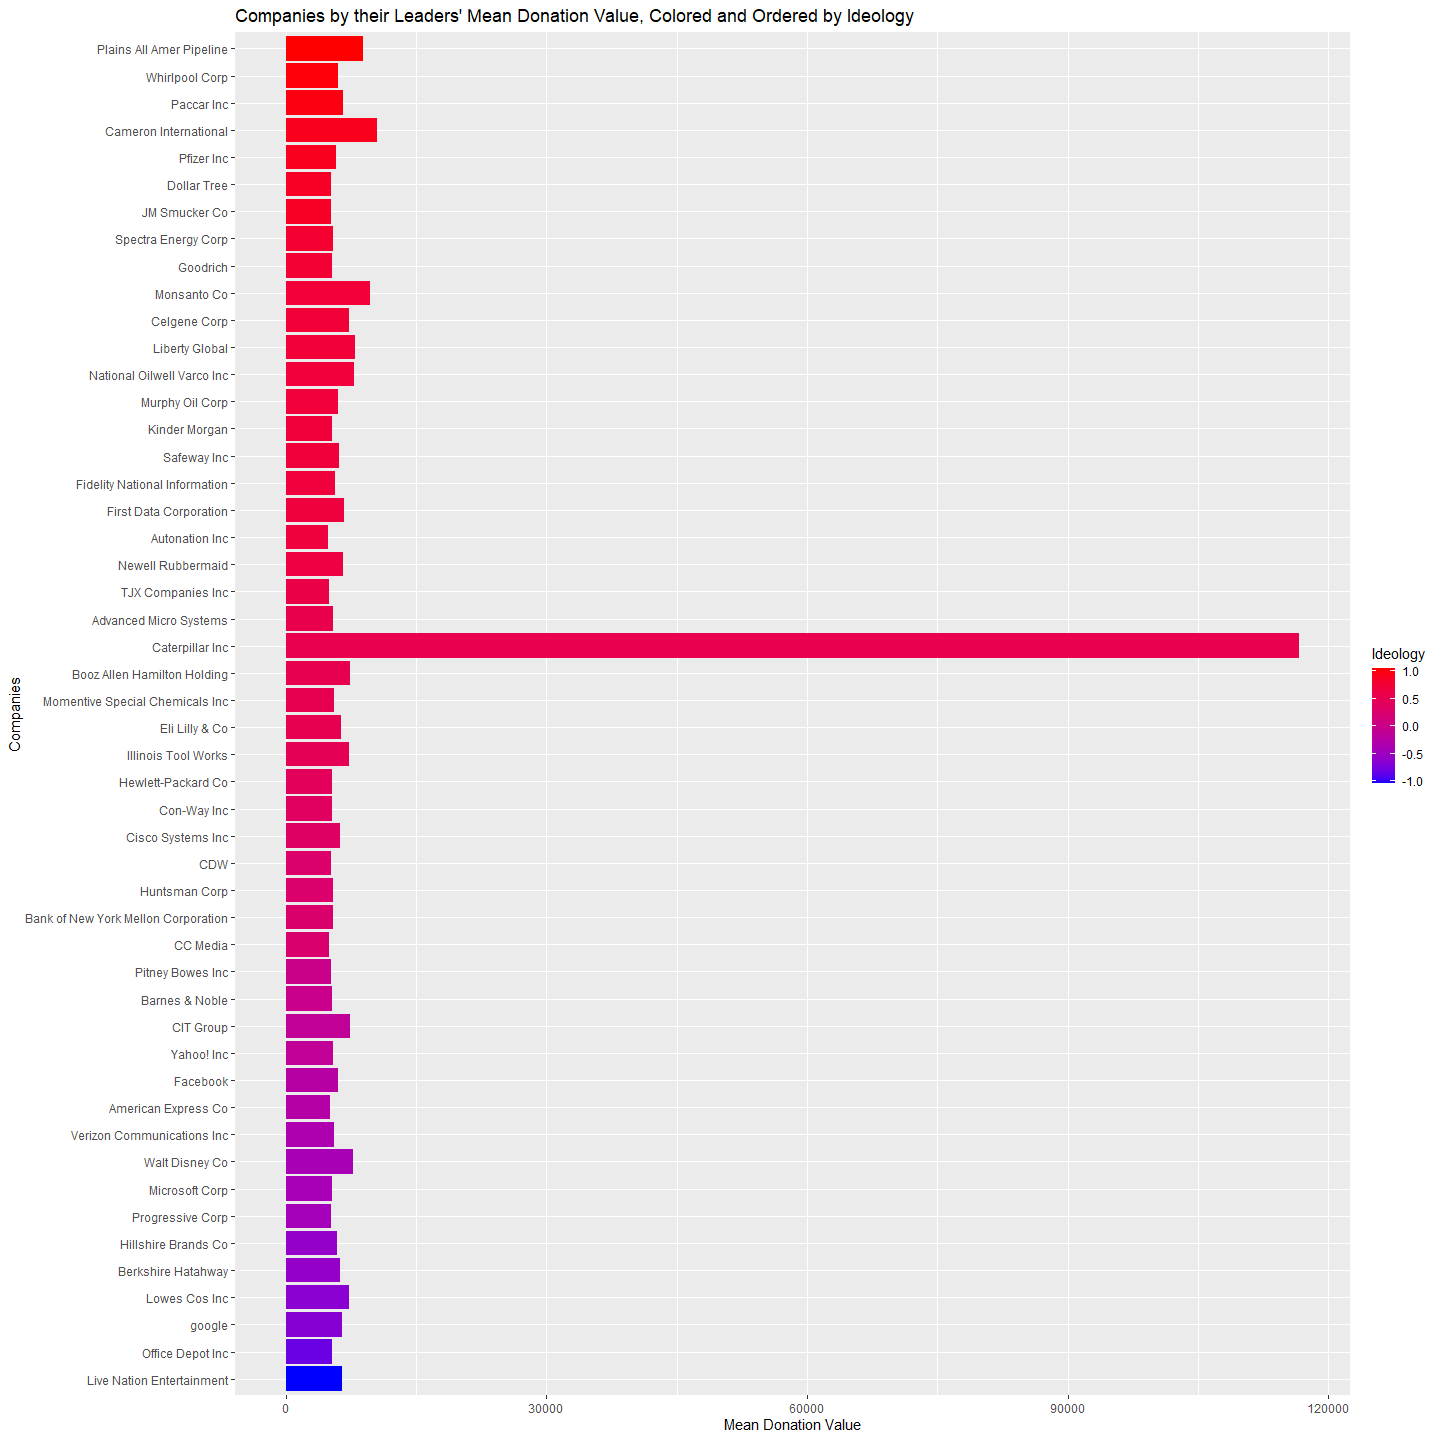 Companies by their Leaders' Mean Donation Value, Colored and Ordered by Ideology
Plains All Amer Pipeline
Whirlpool Corp
Paccar Inc
Cameron International
Pfizer Inc
Dollar Tree
JM Smucker Co
Spectra Energy Corp
Goodrich
Monsanto Co
Celgene Corp
Liberty Global
National Oilwell Varco Inc
Murphy Oil Corp
Kinder Morgan
Safeway Inc
Fidelity National Information
First Data Corporation
Autonation Inc
Newell Rubbermaid
TJX Companies Inc
Advanced Micro Systems
Caterpillar Inc
Booz Allen Hamilton Holding
Momentive Special Chemicals Inc
Eli Lilly & Co
Illinois Tool Works
Hewlett-Packard Co
Con-Way Inc
Cisco Systems Inc
CDW
Huntsman Corp
Bank of New York Mellon Corporation
CC Media
Pitney Bowes Inc
Barnes & Noble
CIT Group
Yahoo! Inc
Facebook
American Express Co
Verizon Communications Inc
Walt Disney Co
Microsoft Corp
Progressive Corp
Hillshire Brands Co
Berkshire Hatahway
Lowes Cos Inc
google
Office Depot Inc
Live Nation Entertainment
Companies
0 30000 60000 90000 120000
Mean Donation Value
Ideology
1.0
0.5
0.0
-0.5
-1.0